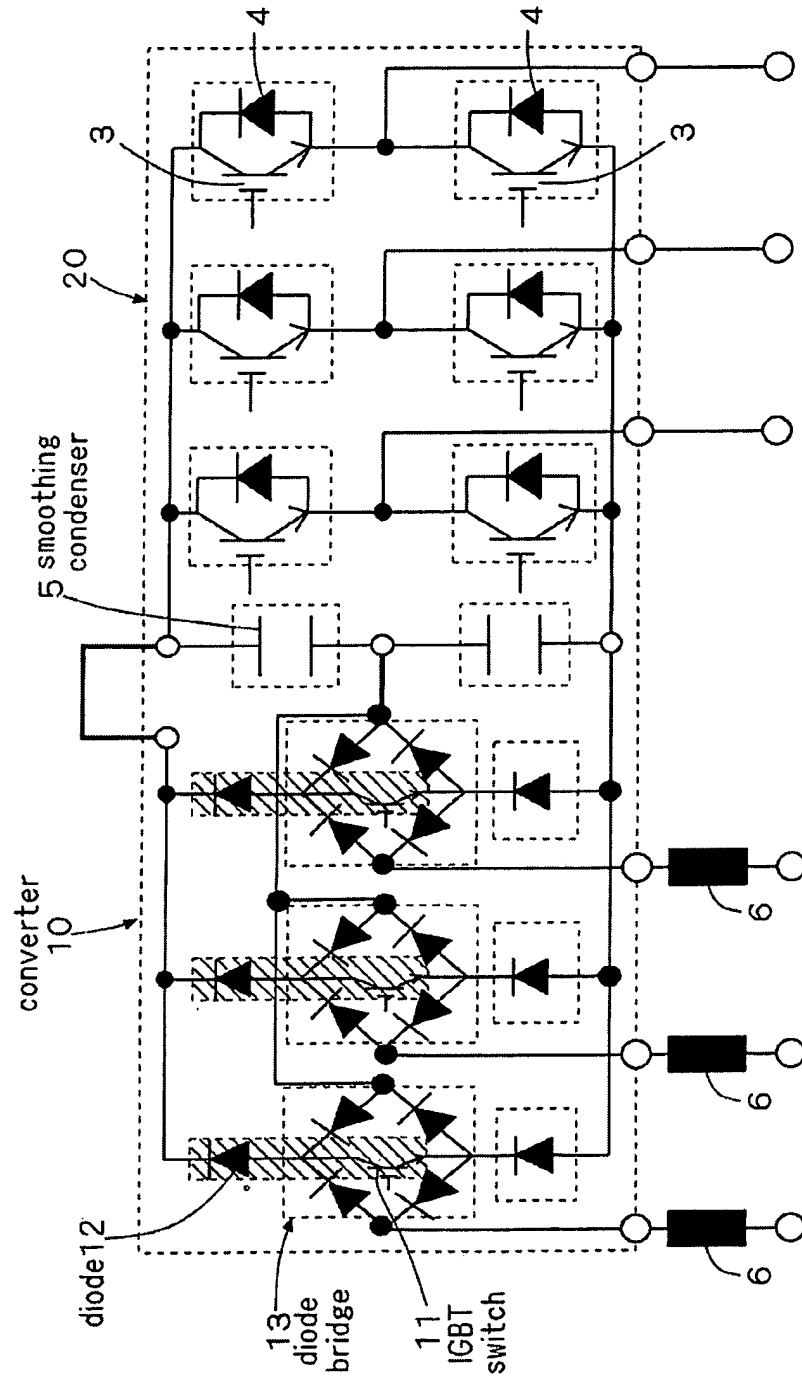 converter
10
5 smoothing
condenser
20
3
4
4
3
diode12
13
diode
bridge
11
IGBT
switch
6
6
6